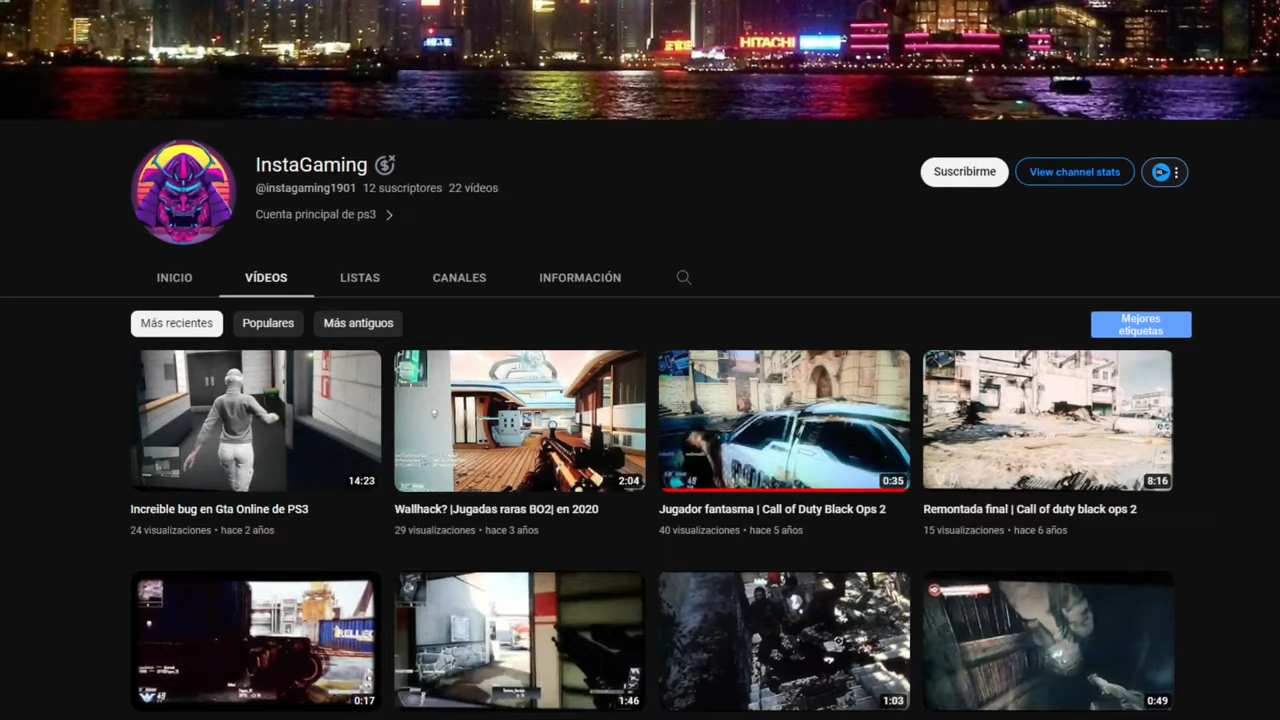 正官庄
HITACHI
InstaGaming
@instagaming1901 12 suscriptores 22 vídeos
Cuenta principal de ps3
Suscribirme
View channel stats
INICIO VÍDEOS LISTAS CANALES INFORMACIÓN
Más recientes Populares Más antiguos
Mejores
etiquetas
14:23 2:04 0:35 8:16
Increible bug en Gta Online de PS3 Wallhack? |Jugadas raras BO2| en 2020 Jugador fantasma | Call of Duty Black Ops 2 Remontada final | Call of duty black ops 2
24 visualizaciones • hace 2 años 29 visualizaciones • hace 3 años 40 visualizaciones • hace 5 años 15 visualizaciones • hace 6 años
0:17 1:46 1:03 0:49